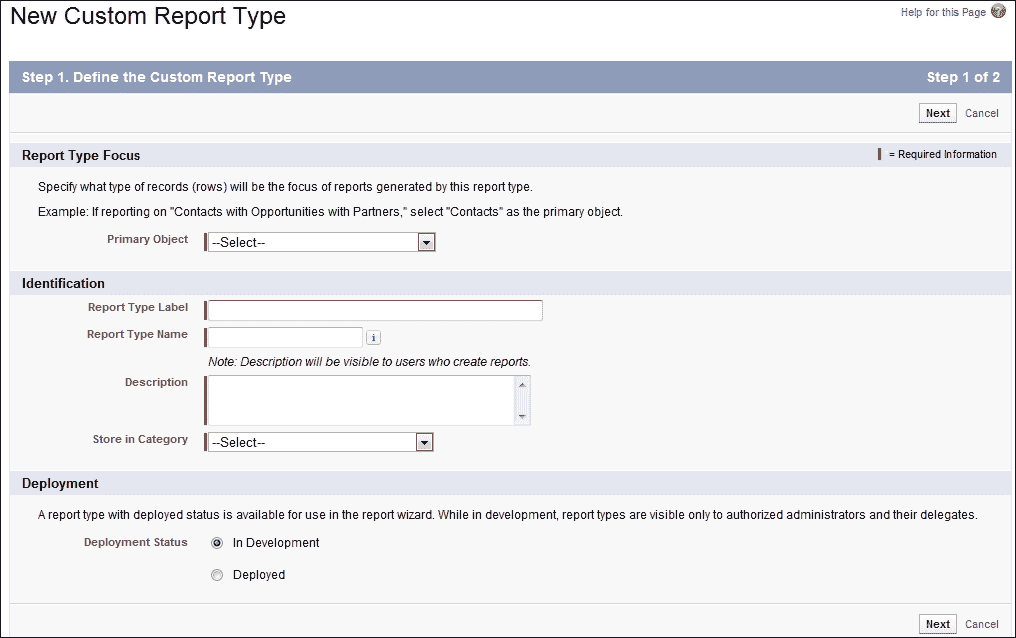 New Custom Report Type
Help for this Page
Step 1. Define the Custom Report Type
Step 1 of 2
Next
Cancel
Report Type Focus
= Required Information
Specify what type of records (rows) will be the focus of reports generated by this report type.
Example: If reporting on "Contacts with Opportunities with Partners," select "Contacts" as the primary object.
Primary Object
--Select--
Identification
Report Type Label
Report Type Name
i
Note: Description will be visible to users who create reports.
Description
Store in Category
--Select--
Deployment
A report type with deployed status is available for use in the report wizard. While in development, report types are visible only to authorized administrators and their delegates.
Deployment Status
In Development
Deployed
Next
Cancel